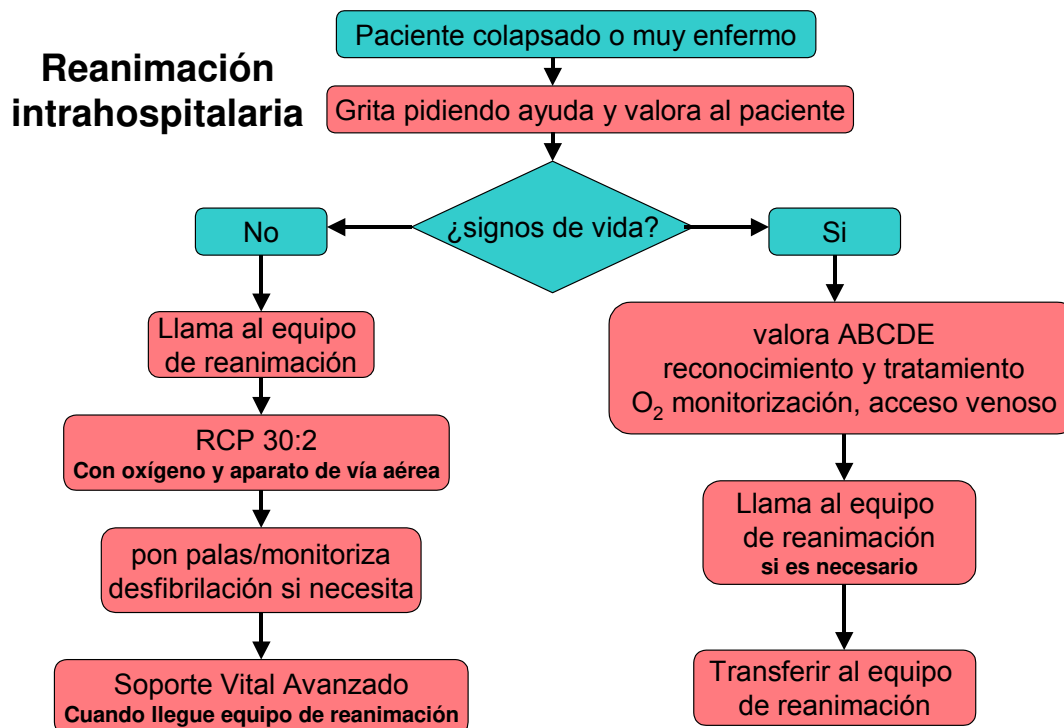 Reanimación
intrahospitalaria
Paciente colapsado o muy enfermo
Grita pidiendo ayuda y valora al paciente
¿signos de vida?
No
Llama al equipo
de reanimación
RCP 30:2
Con oxígeno y aparato de vía aérea
pon palas/monitoriza
desfibrilación si necesita
Soporte Vital Avanzado
Cuando llegue equipo de reanimación
Si
valora ABCDE
reconocimiento y tratamiento
O₂ monitorización, acceso venoso
Llama al equipo
de reanimación
si es necesario
Transferir al equipo
de reanimación